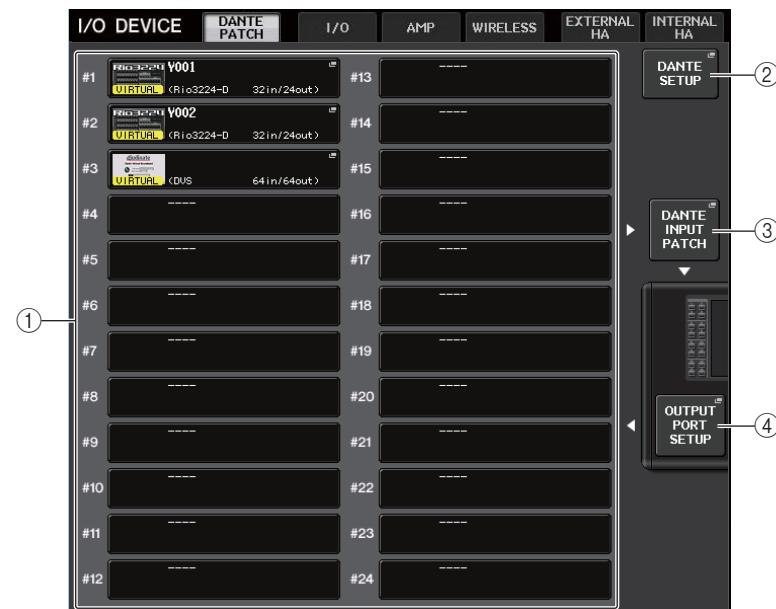 I/O DEVICE
DANTE PATCH
I/O
AMP
WIRELESS
EXTERNAL HA
INTERNAL HA
#1
Rio3224
VIRTUAL
Y001
(Rio3224-D 32in/24out)
#2
Rio3224
VIRTUAL
Y002
(Rio3224-D 32in/24out)
#3
Audinate
VIRTUAL
(DVS 64in/64out)
#4 ----
#5 ----
#6 ----
#7 ----
#8 ----
#9 ----
#10 ----
#11 ----
#12 ----
#13 ----
#14 ----
#15 ----
#16 ----
#17 ----
#18 ----
#19 ----
#20 ----
#21 ----
#22 ----
#23 ----
#24 ----
DANTE
SETUP
DANTE
INPUT
PATCH
OUTPUT
PORT
SETUP
①
②
③
④